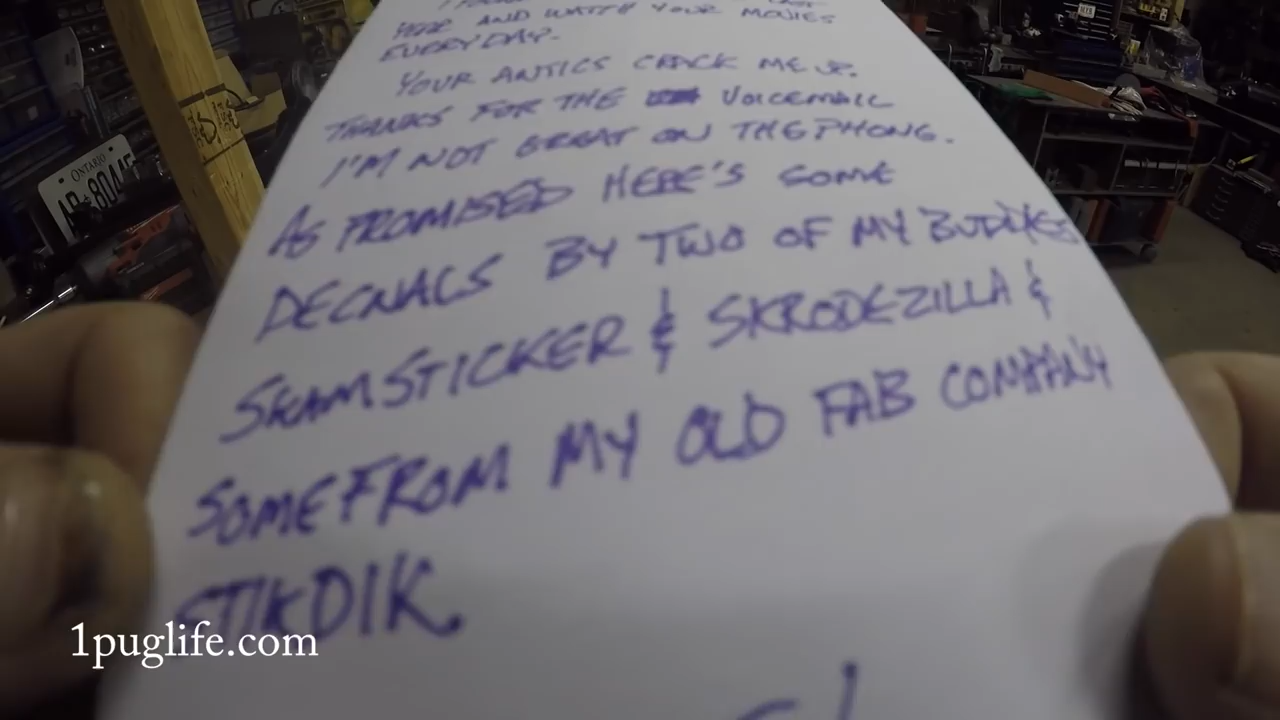 HERE AND WATCH YOUR MOVIES
EVERYDAY.
YOUR ANTICS CRACK ME UP.
THANKS FOR THE VOICEMAIL
I'M NOT GREAT ON THE PHONE.
AS PROMISED HERE'S SOME
DECNALS BY TWO OF MY BUDDIES
SKAMSTICKER & SKRODEZILLA &
SOME FROM MY OLD FAB COMPANY
STIKDIK.
ONTARIO
1puglife.com